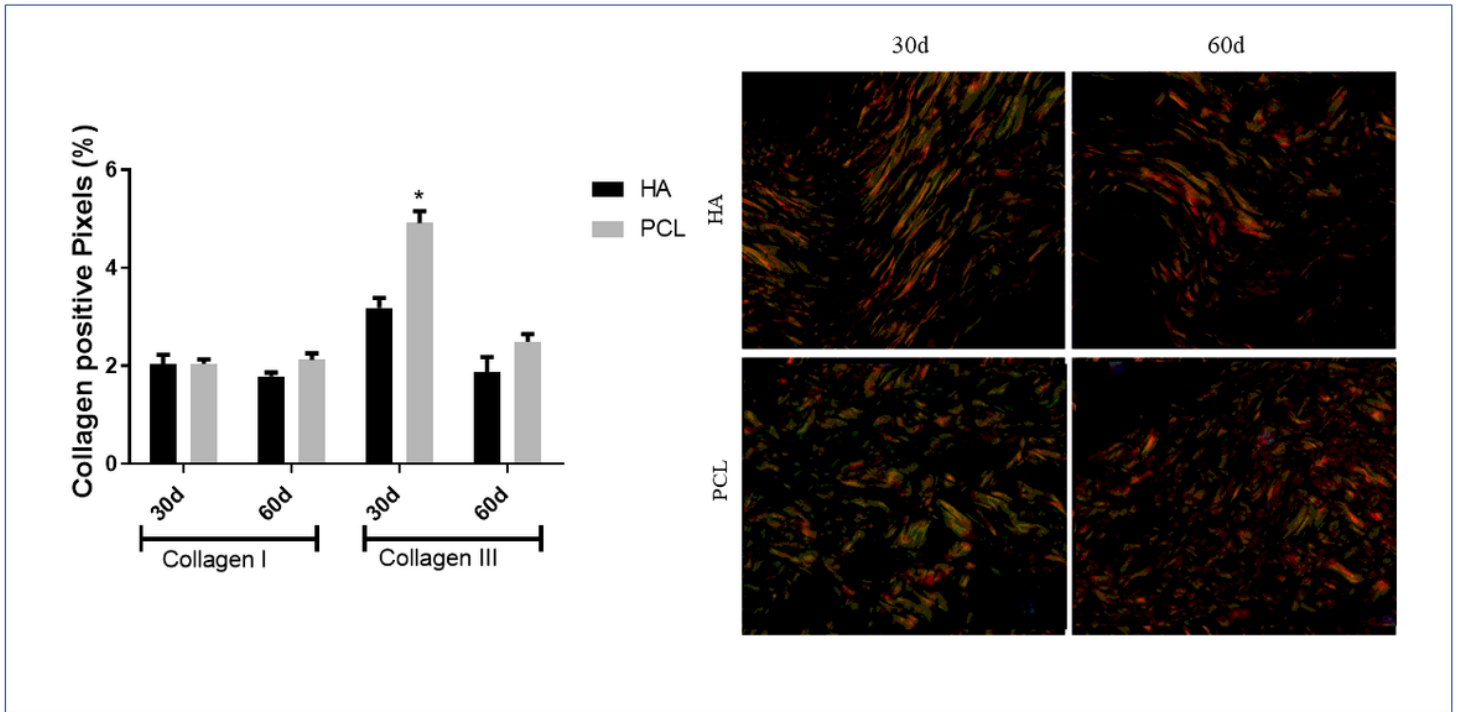 Collagen positive Pixels (%)
6
4
2
0
*
HA
PCL
30d
60d
30d
60d
Collagen I
Collagen III
30d
60d
HA
PCL